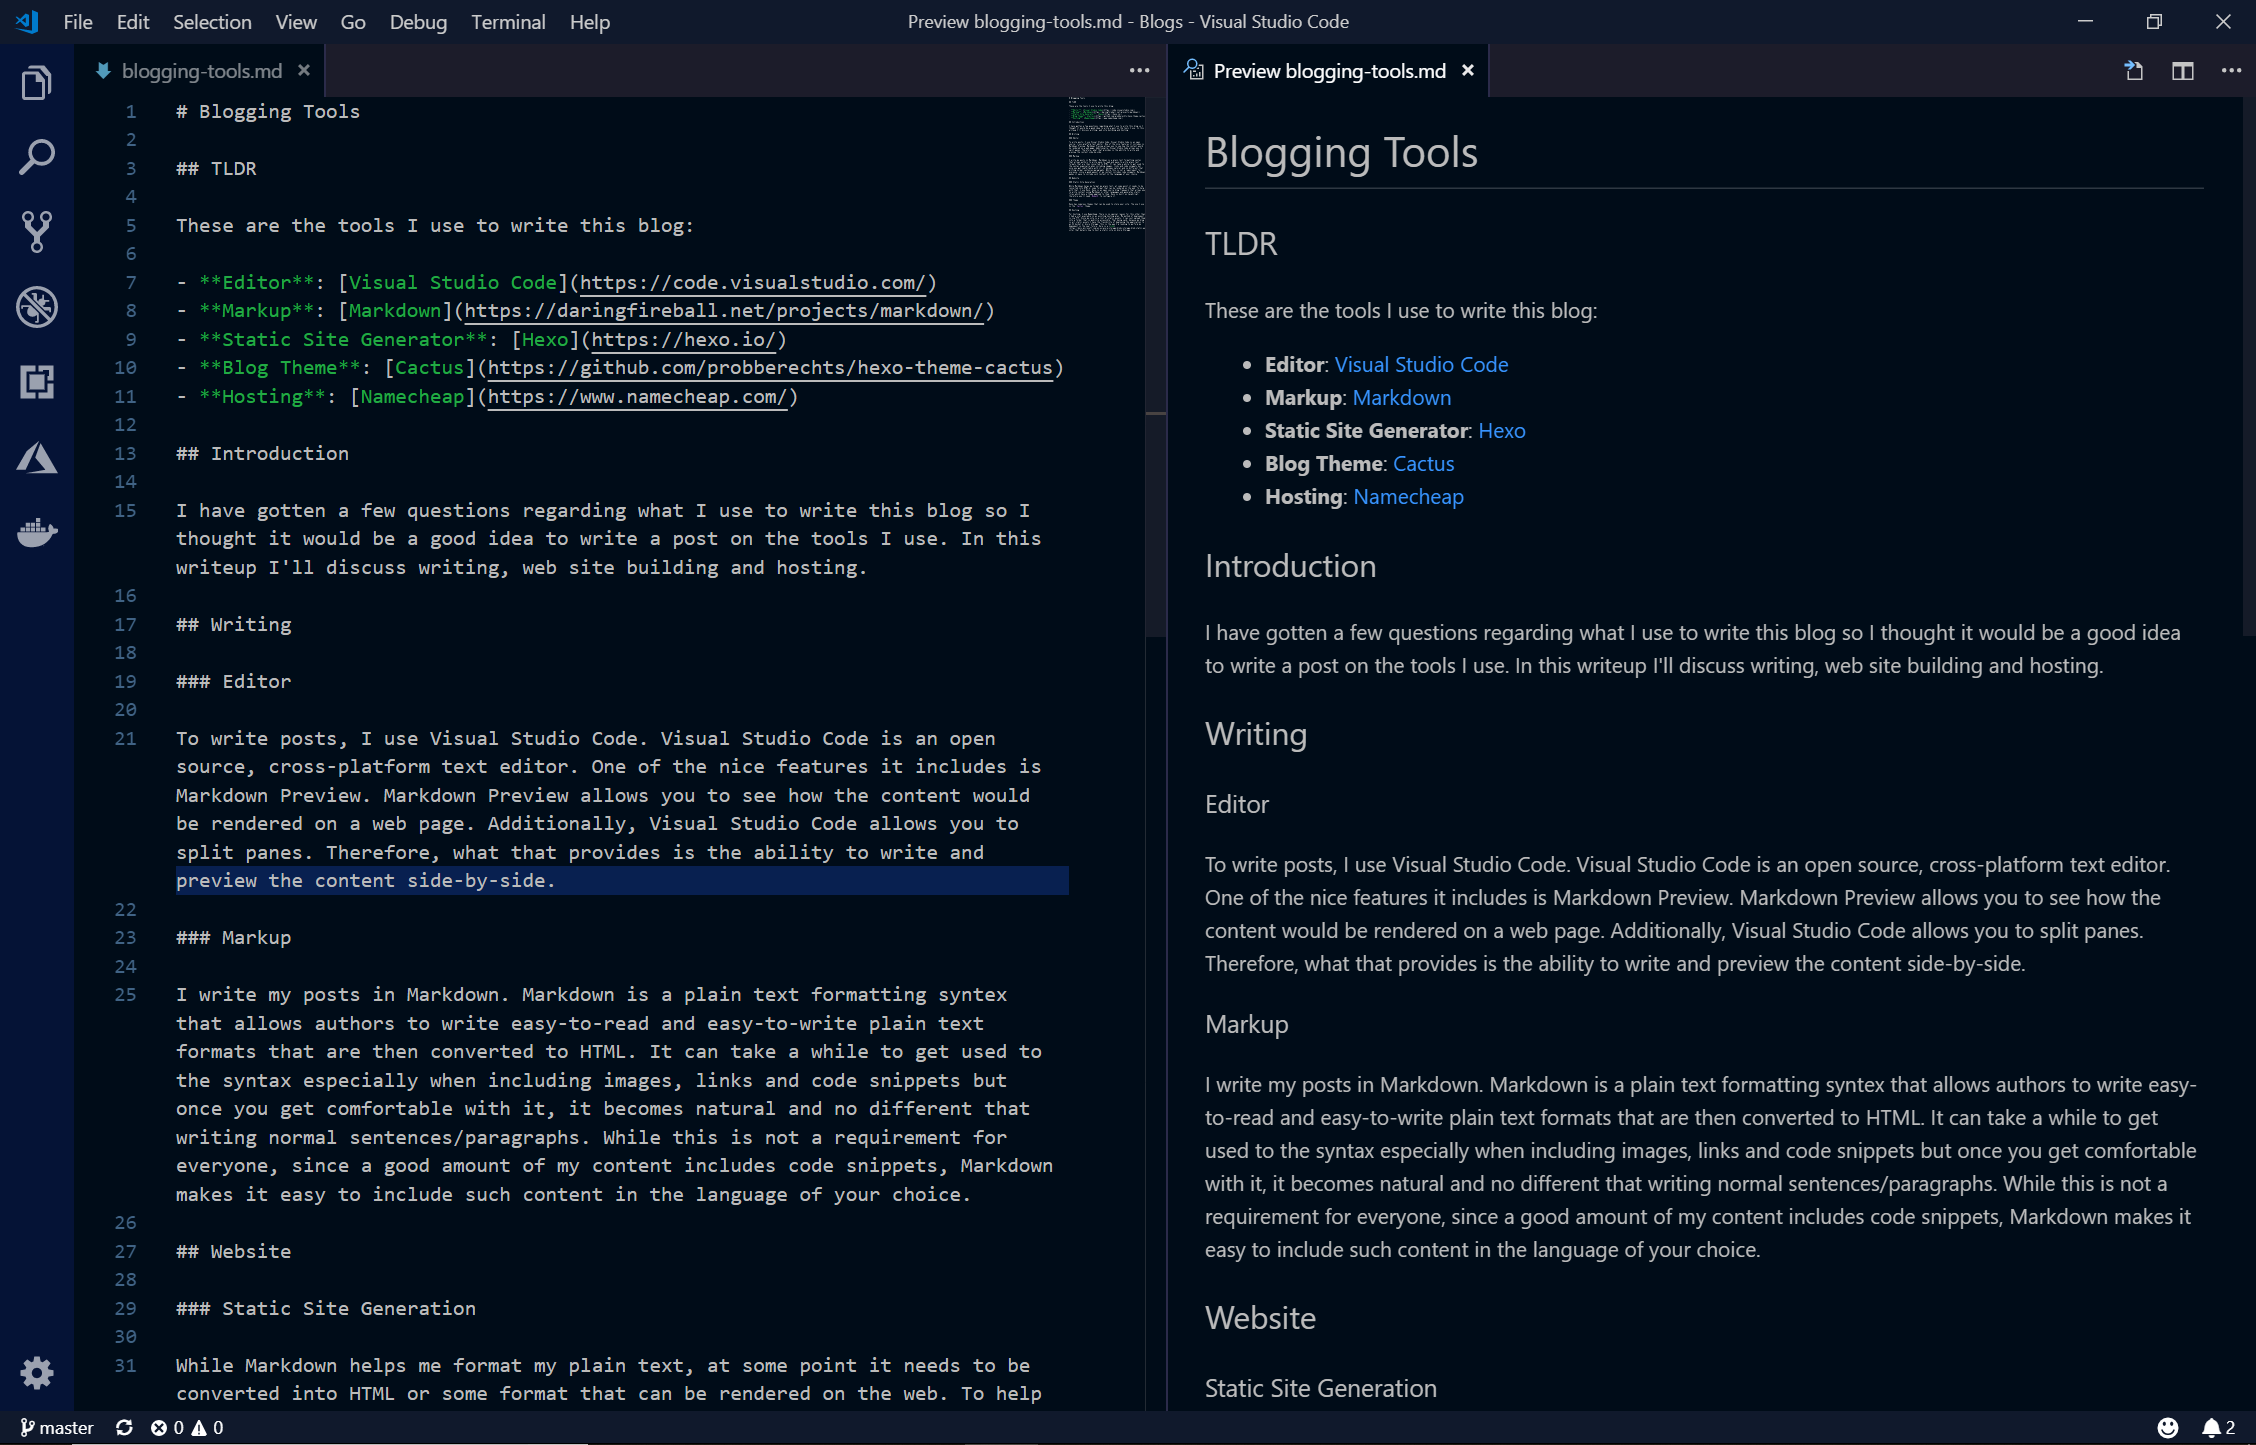 File Edit Selection View Go Debug Terminal Help
Preview blogging-tools.md - Blogs - Visual Studio Code
blogging-tools.md
1 # Blogging Tools
2
3 ## TLDR
4
5 These are the tools I use to write this blog:
6
7 - **Editor**: [Visual Studio Code](https://code.visualstudio.com/)
8 - **Markup**: [Markdown](https://daringfireball.net/projects/markdown/)
9 - **Static Site Generator**: [Hexo](https://hexo.io/)
10 - **Blog Theme**: [Cactus](https://github.com/probberechts/hexo-theme-cactus)
11 - **Hosting**: [Namecheap](https://www.namecheap.com/)
12
13 ## Introduction
14
15 I have gotten a few questions regarding what I use to write this blog so I
thought it would be a good idea to write a post on the tools I use. In this
writeup I'll discuss writing, web site building and hosting.
16
17 ## Writing
18
19 ### Editor
20
21 To write posts, I use Visual Studio Code. Visual Studio Code is an open
source, cross-platform text editor. One of the nice features it includes is
Markdown Preview. Markdown Preview allows you to see how the content would
be rendered on a web page. Additionally, Visual Studio Code allows you to
split panes. Therefore, what that provides is the ability to write and
preview the content side-by-side.
22
23 ### Markup
24
25 I write my posts in Markdown. Markdown is a plain text formatting syntex
that allows authors to write easy-to-read and easy-to-write plain text
formats that are then converted to HTML. It can take a while to get used to
the syntax especially when including images, links and code snippets but
once you get comfortable with it, it becomes natural and no different that
writing normal sentences/paragraphs. While this is not a requirement for
everyone, since a good amount of my content includes code snippets, Markdown
makes it easy to include such content in the language of your choice.
26
27 ## Website
28
29 ### Static Site Generation
30
31 While Markdown helps me format my plain text, at some point it needs to be
converted into HTML or some format that can be rendered on the web. To help
Preview blogging-tools.md
Blogging Tools
TLDR
These are the tools I use to write this blog:
• Editor: Visual Studio Code
• Markup: Markdown
• Static Site Generator: Hexo
• Blog Theme: Cactus
• Hosting: Namecheap
Introduction
I have gotten a few questions regarding what I use to write this blog so I thought it would be a good idea
to write a post on the tools I use. In this writeup I'll discuss writing, web site building and hosting.
Writing
Editor
To write posts, I use Visual Studio Code. Visual Studio Code is an open source, cross-platform text editor.
One of the nice features it includes is Markdown Preview. Markdown Preview allows you to see how the
content would be rendered on a web page. Additionally, Visual Studio Code allows you to split panes.
Therefore, what that provides is the ability to write and preview the content side-by-side.
Markup
I write my posts in Markdown. Markdown is a plain text formatting syntex that allows authors to write easy-
to-read and easy-to-write plain text formats that are then converted to HTML. It can take a while to get
used to the syntax especially when including images, links and code snippets but once you get comfortable
with it, it becomes natural and no different that writing normal sentences/paragraphs. While this is not a
requirement for everyone, since a good amount of my content includes code snippets, Markdown makes it
easy to include such content in the language of your choice.
Website
Static Site Generation
master 0 0
2